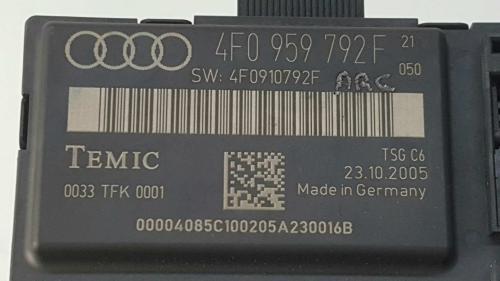 4F0 959 792F 21
SW: 4F0910792F 050
ARC
TEMIC
TSG C6
0033 TFK 0001
23.10.2005
Made in Germany
00004085C100205A230016B